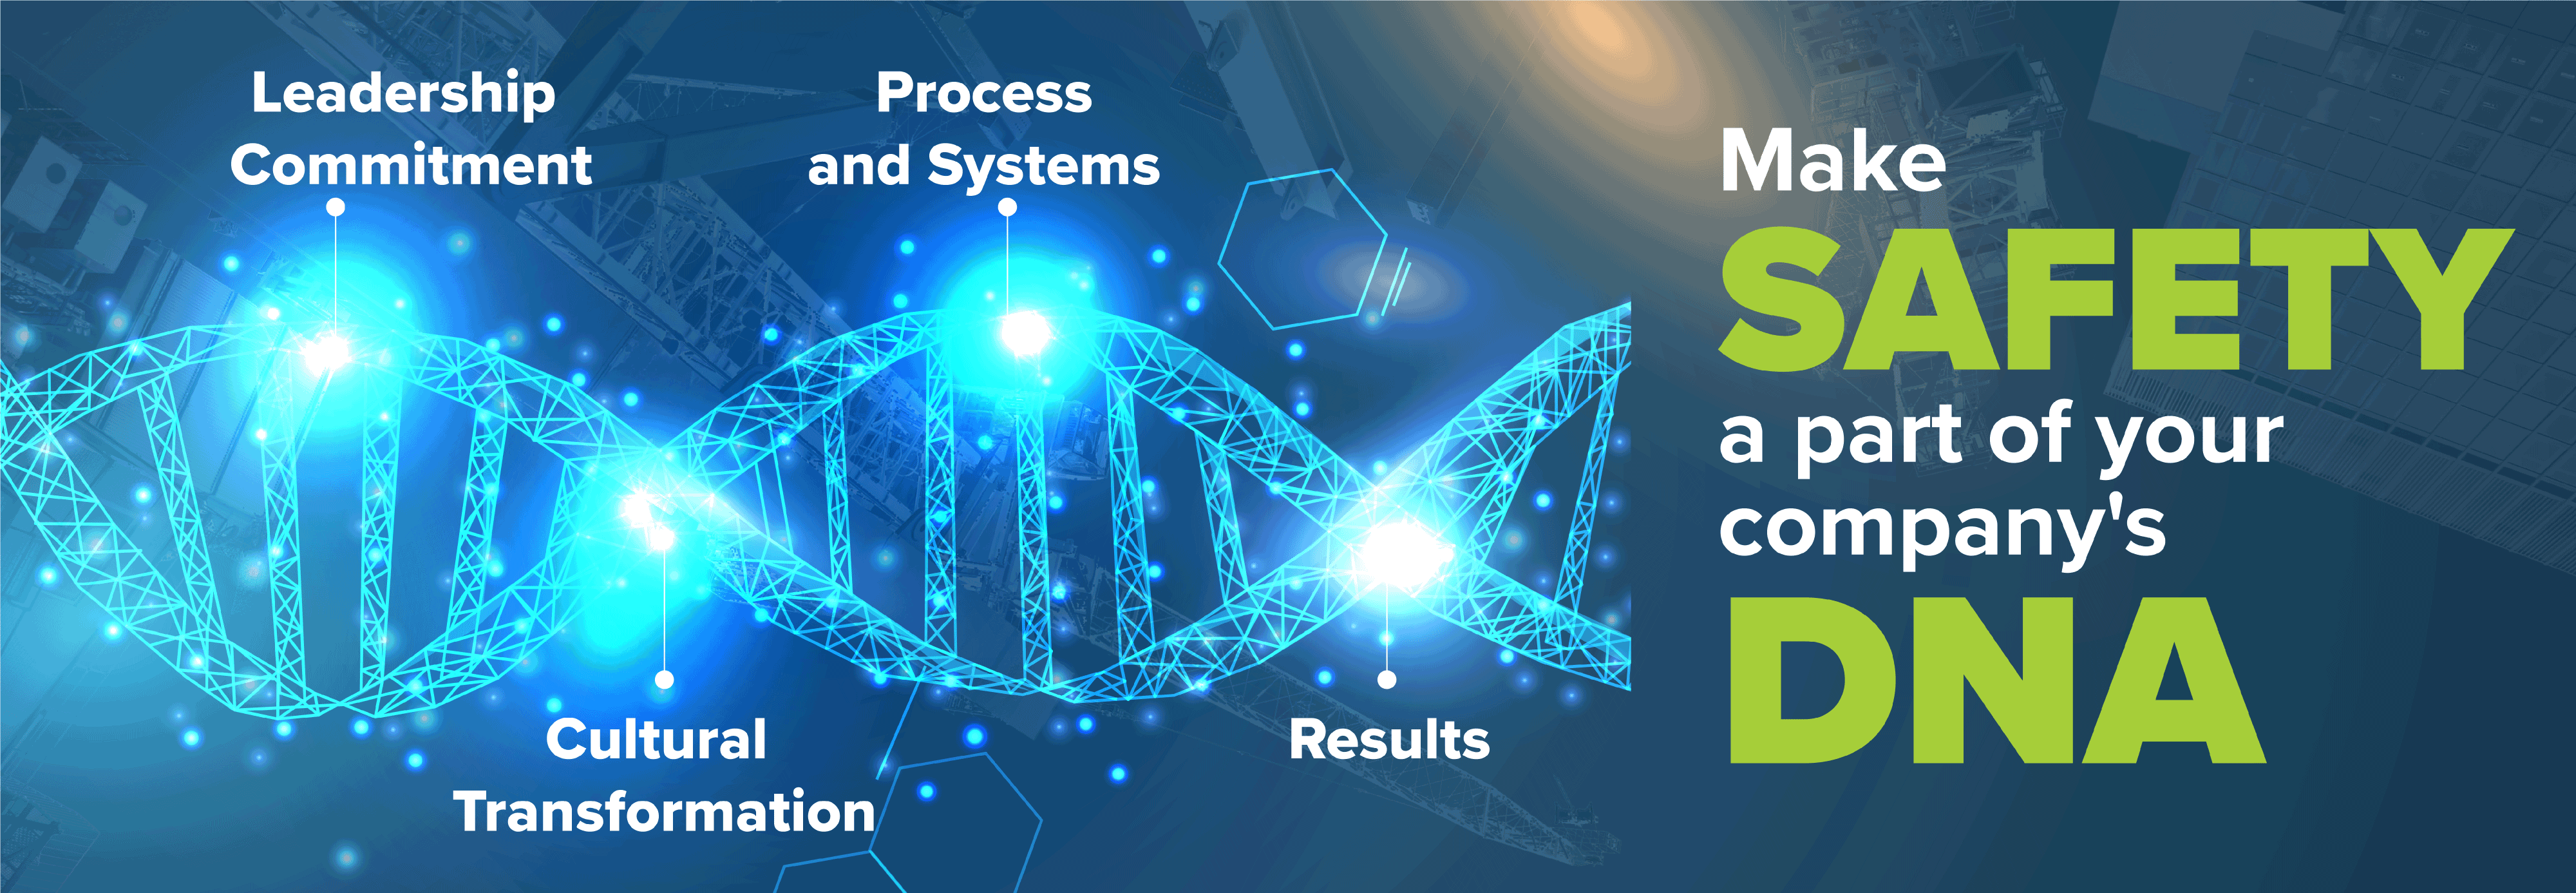 Leadership
Commitment
Process
and Systems
Cultural
Transformation
Results
Make
SAFETY
a part of your
company's
DNA